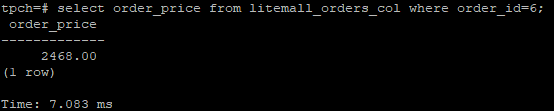 tpch=# select order_price from litemall_orders_col where order_id=6;
 order_price
-------------
     2468.00
(1 row)
Time: 7.083 ms